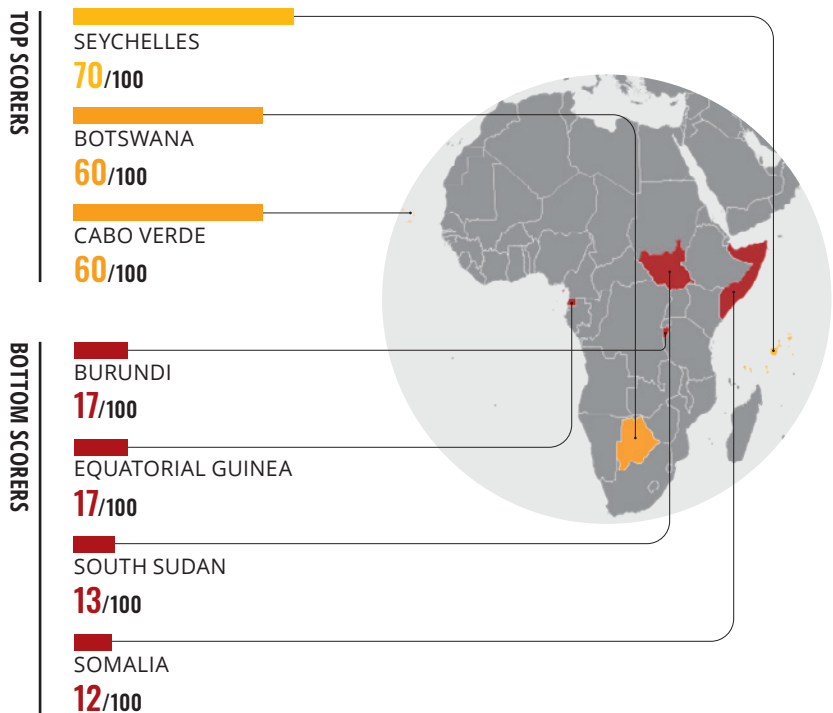 TOP SCORERS
SEYCHELLES
70/100
BOTSWANA
60/100
CABO VERDE
60/100
BOTTOM SCORERS
BURUNDI
17/100
EQUATORIAL GUINEA
17/100
SOUTH SUDAN
13/100
SOMALIA
12/100